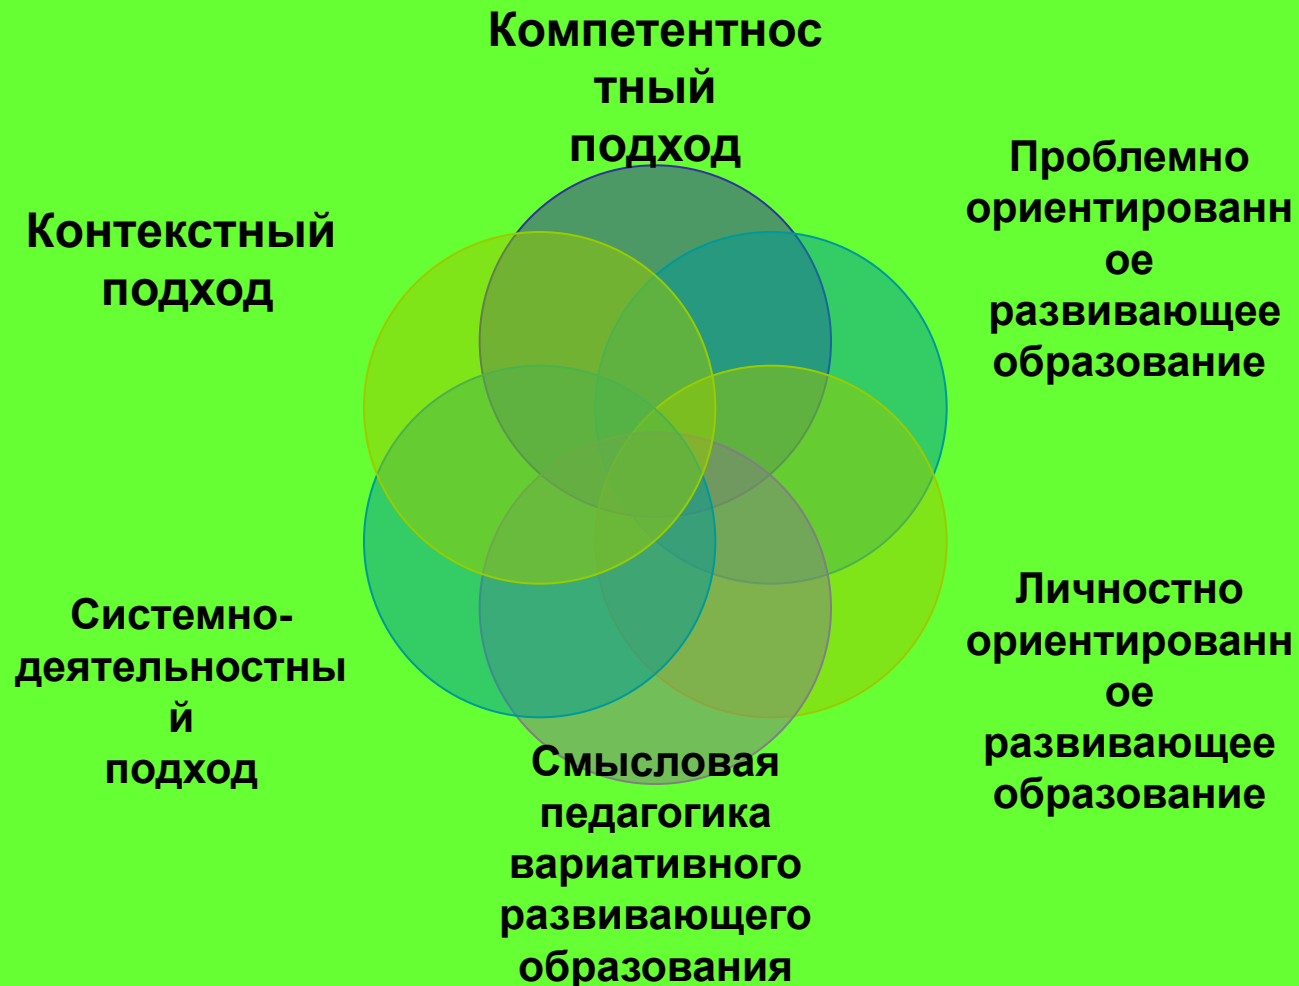 Компетентнос
тный
подход
Проблемно
ориентированн
ое
развивающее
образование
Личностно
ориентированн
ое
развивающее
образование
Смысловая
педагогика
вариативного
развивающего
образования
Системно-
деятельностны
й
подход
Контекстный
подход